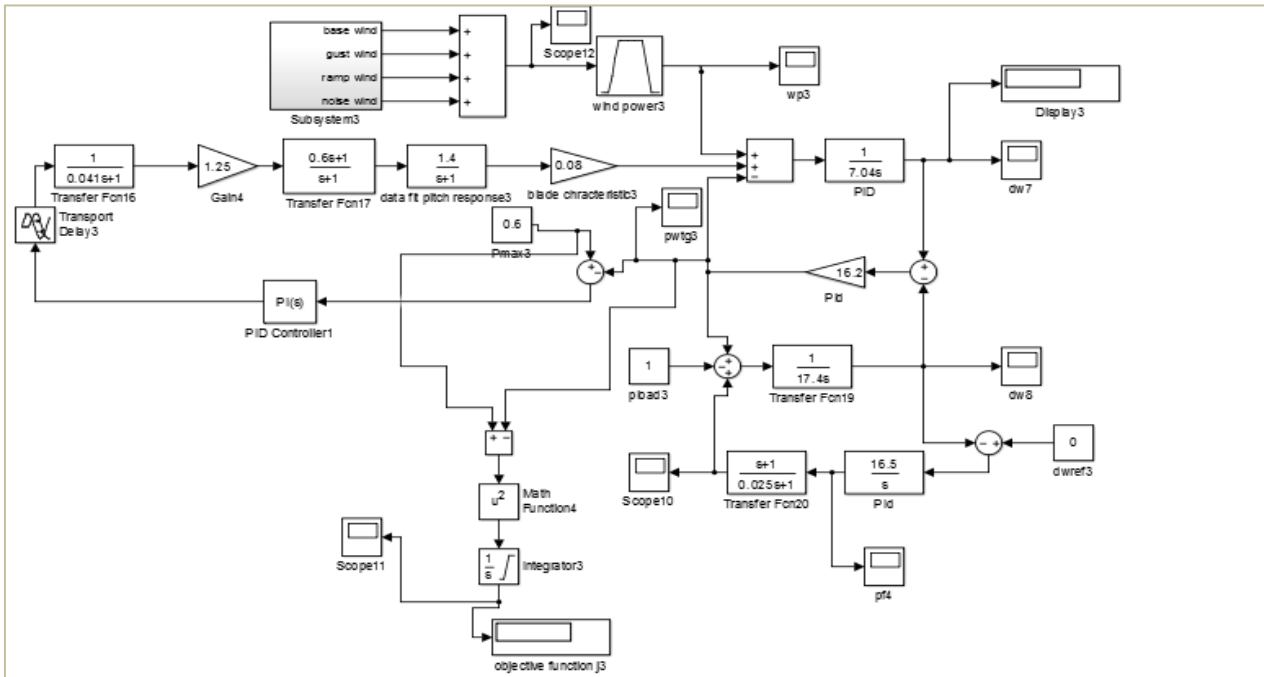 base wind
gust wind
ramp wind
noise wind
Subsystem3
+
+
+
+
Scope12
wind power3
wp3
Display3
1
0.041s+1
Transfer Fcn16
1.25
Gain4
0.6s+1
s+1
Transfer Fcn17
1.4
s+1
data fit pitch response3
0.08
blade chracteristic3
+
+
−
1
7.04s
PID
dw7
Transport
Delay3
0.6
Pmax3
pwtg3
+
−
16.2
PId
+
−
PI(s)
PID Controller1
1
pload3
+
−
+
1
17.4s
Transfer Fcn19
dw8
+ −
− +
0
dwref3
Scope10
s+1
0.025s+1
Transfer Fcn20
16.5
s
PId
u2
Math
Function4
pf4
Scope11
1
s
Integrator3
objective function j3